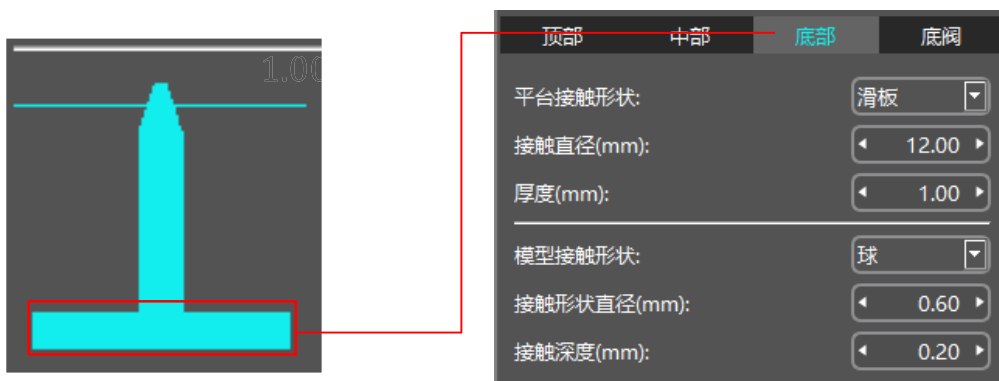 1.00
顶部 中部 底部 底阀
平台接触形状: 滑板
接触直径(mm): 12.00
厚度(mm): 1.00
模型接触形状: 球
接触形状直径(mm): 0.60
接触深度(mm): 0.20